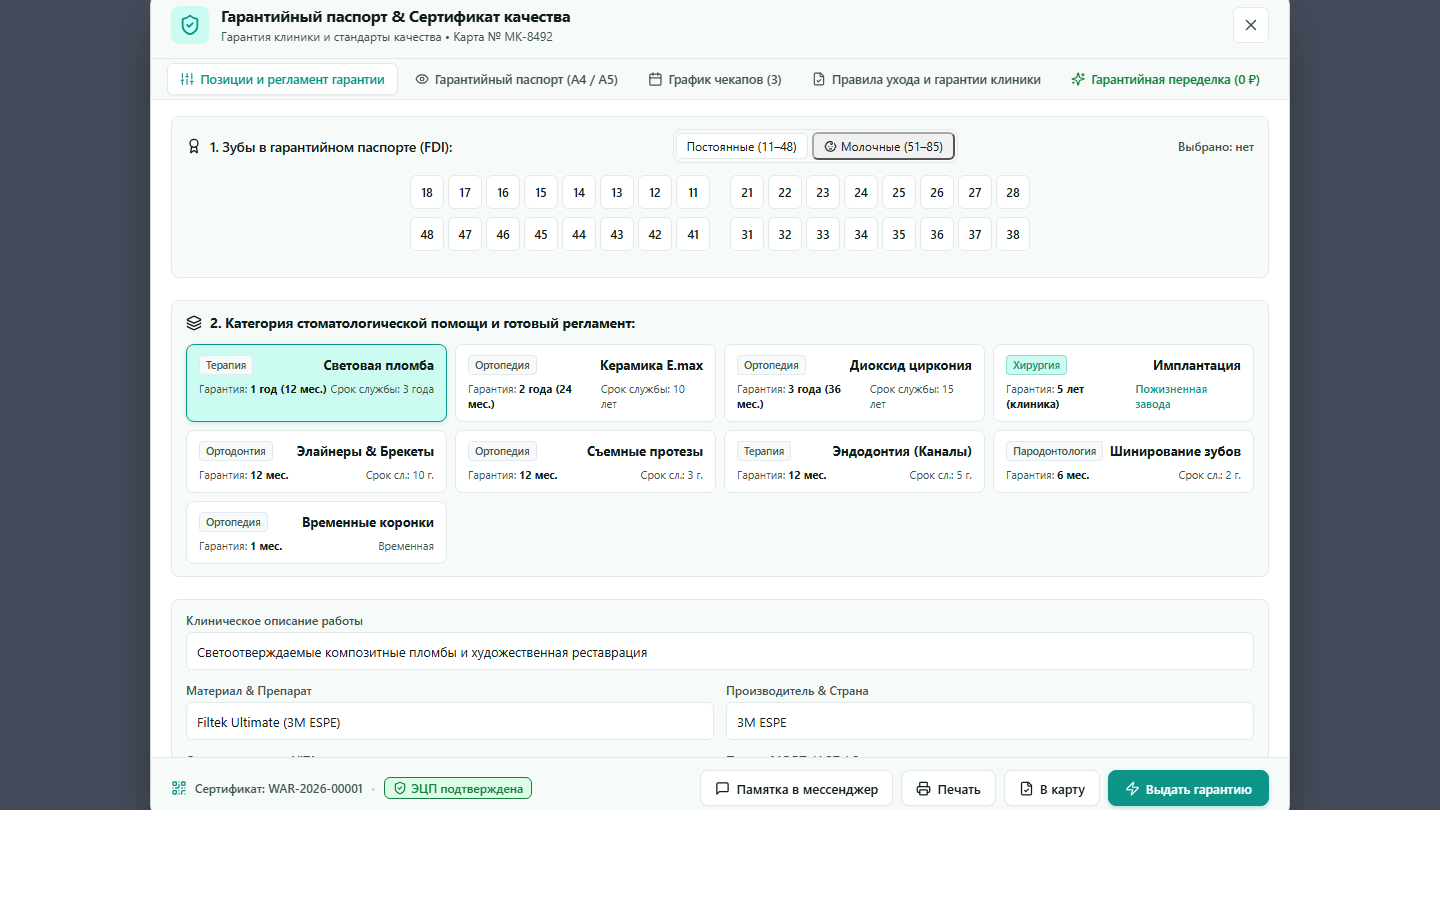 Гарантийный паспорт & Сертификат качества
Гарантия клиники и стандарты качества • Карта № МК-8492
Позиции и регламент гарантии
Гарантийный паспорт (А4 / А5)
График чекапов (3)
Правила ухода и гарантии клиники
Гарантийная переделка (0 ₽)
1. Зубы в гарантийном паспорте (FDI):
Постоянные (11–48)
Молочные (51–85)
Выбрано: нет
18 17 16 15 14 13 12 11 21 22 23 24 25 26 27 28
48 47 46 45 44 43 42 41 31 32 33 34 35 36 37 38
2. Категория стоматологической помощи и готовый регламент:
Терапия
Световая пломба
Гарантия: 1 год (12 мес.)
Срок службы: 3 года
Ортопедия
Керамика E.max
Гарантия: 2 года (24
мес.)
Срок службы: 10
лет
Ортопедия
Диоксид циркония
Гарантия: 3 года (36
мес.)
Срок службы: 15
лет
Хирургия
Имплантация
Гарантия: 5 лет
(клиника)
Пожизненная
завода
Ортодонтия
Элайнеры & Брекеты
Гарантия: 12 мес.
Срок сл.: 10 г.
Ортопедия
Съемные протезы
Гарантия: 12 мес.
Срок сл.: 3 г.
Терапия
Эндодонтия (Каналы)
Гарантия: 12 мес.
Срок сл.: 5 г.
Пародонтология
Шинирование зубов
Гарантия: 6 мес.
Срок сл.: 2 г.
Ортопедия
Временные коронки
Гарантия: 1 мес.
Временная
Клиническое описание работы
Светоотверждаемые композитные пломбы и художественная реставрация
Материал & Препарат
Filtek Ultimate (3M ESPE)
Производитель & Страна
3M ESPE
Сертификат: WAR-2026-00001
ЭЦП подтверждена
Памятка в мессенджер
Печать
В карту
Выдать гарантию